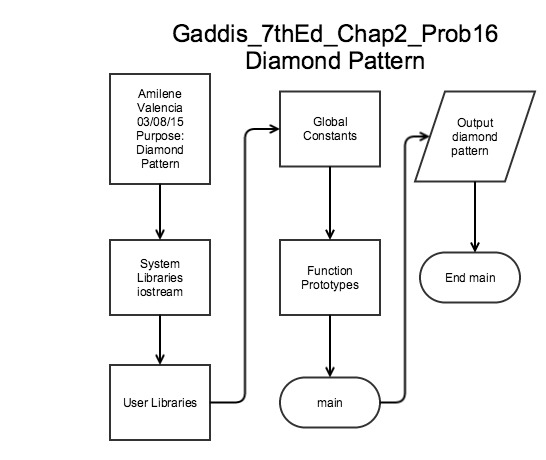 Gaddis_7thEd_Chap2_Prob16
Diamond Pattern
Amilene
Valencia
03/08/15
Purpose:
Diamond
Pattern
System
Libraries
iostream
User Libraries
Global
Constants
Function
Prototypes
main
Output
diamond
pattern
End main